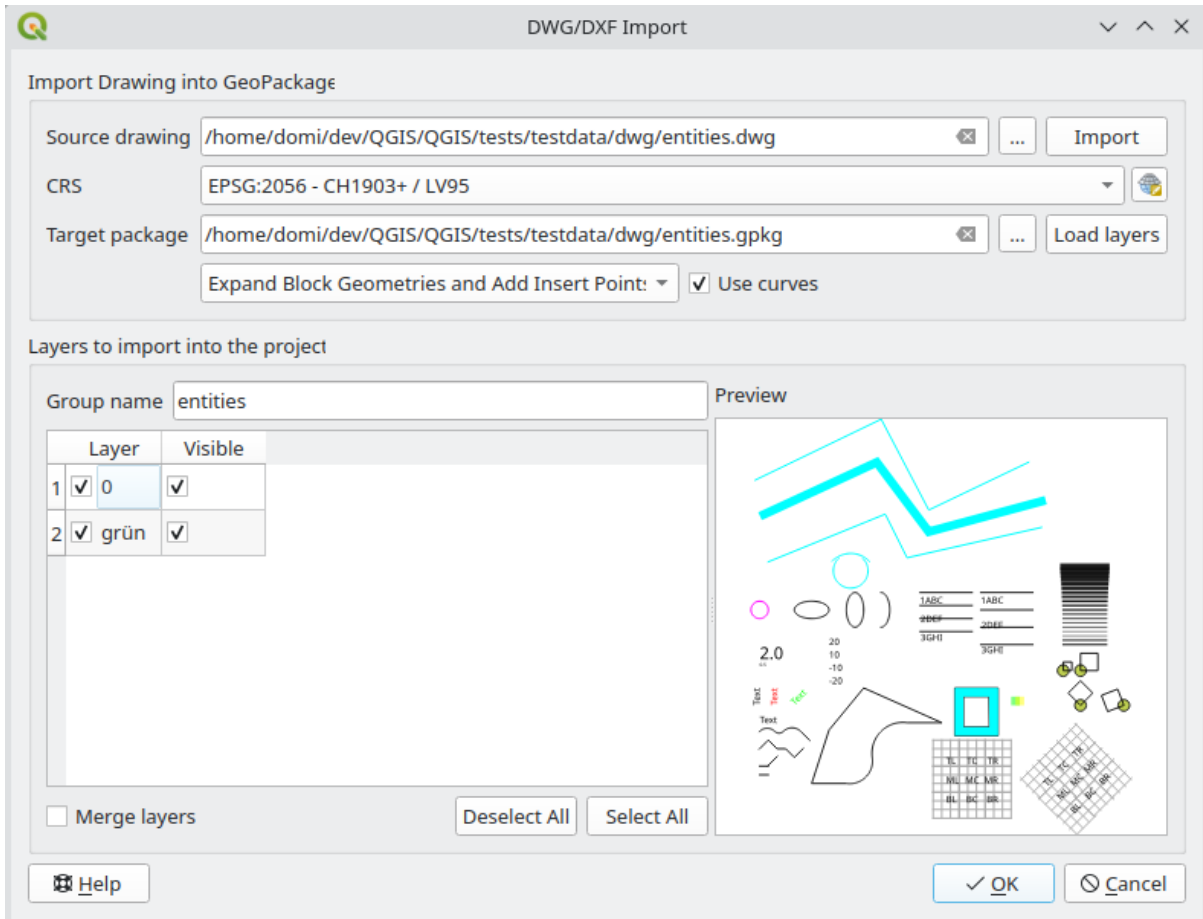 DWG/DXF Import
Import Drawing into GeoPackage
Source drawing /home/domi/dev/QGIS/QGIS/tests/testdata/dwg/entities.dwg ... Import
CRS EPSG:2056 - CH1903+ / LV95
Target package /home/domi/dev/QGIS/QGIS/tests/testdata/dwg/entities.gpkg ... Load layers
Expand Block Geometries and Add Insert Points Use curves
Layers to import into the project
Group name entities
Preview
Layer Visible
1 0
2 grün
1ABC 1ABC
2DEF 2DEF
3GHI 3GHI
2.0
20
10
-10
-20
Text Text Text
Text
TL TC TR
ML MC MR
BL BC BR
TL TC TR
ML MC MR
BL BC BR
Merge layers Deselect All Select All
Help OK Cancel